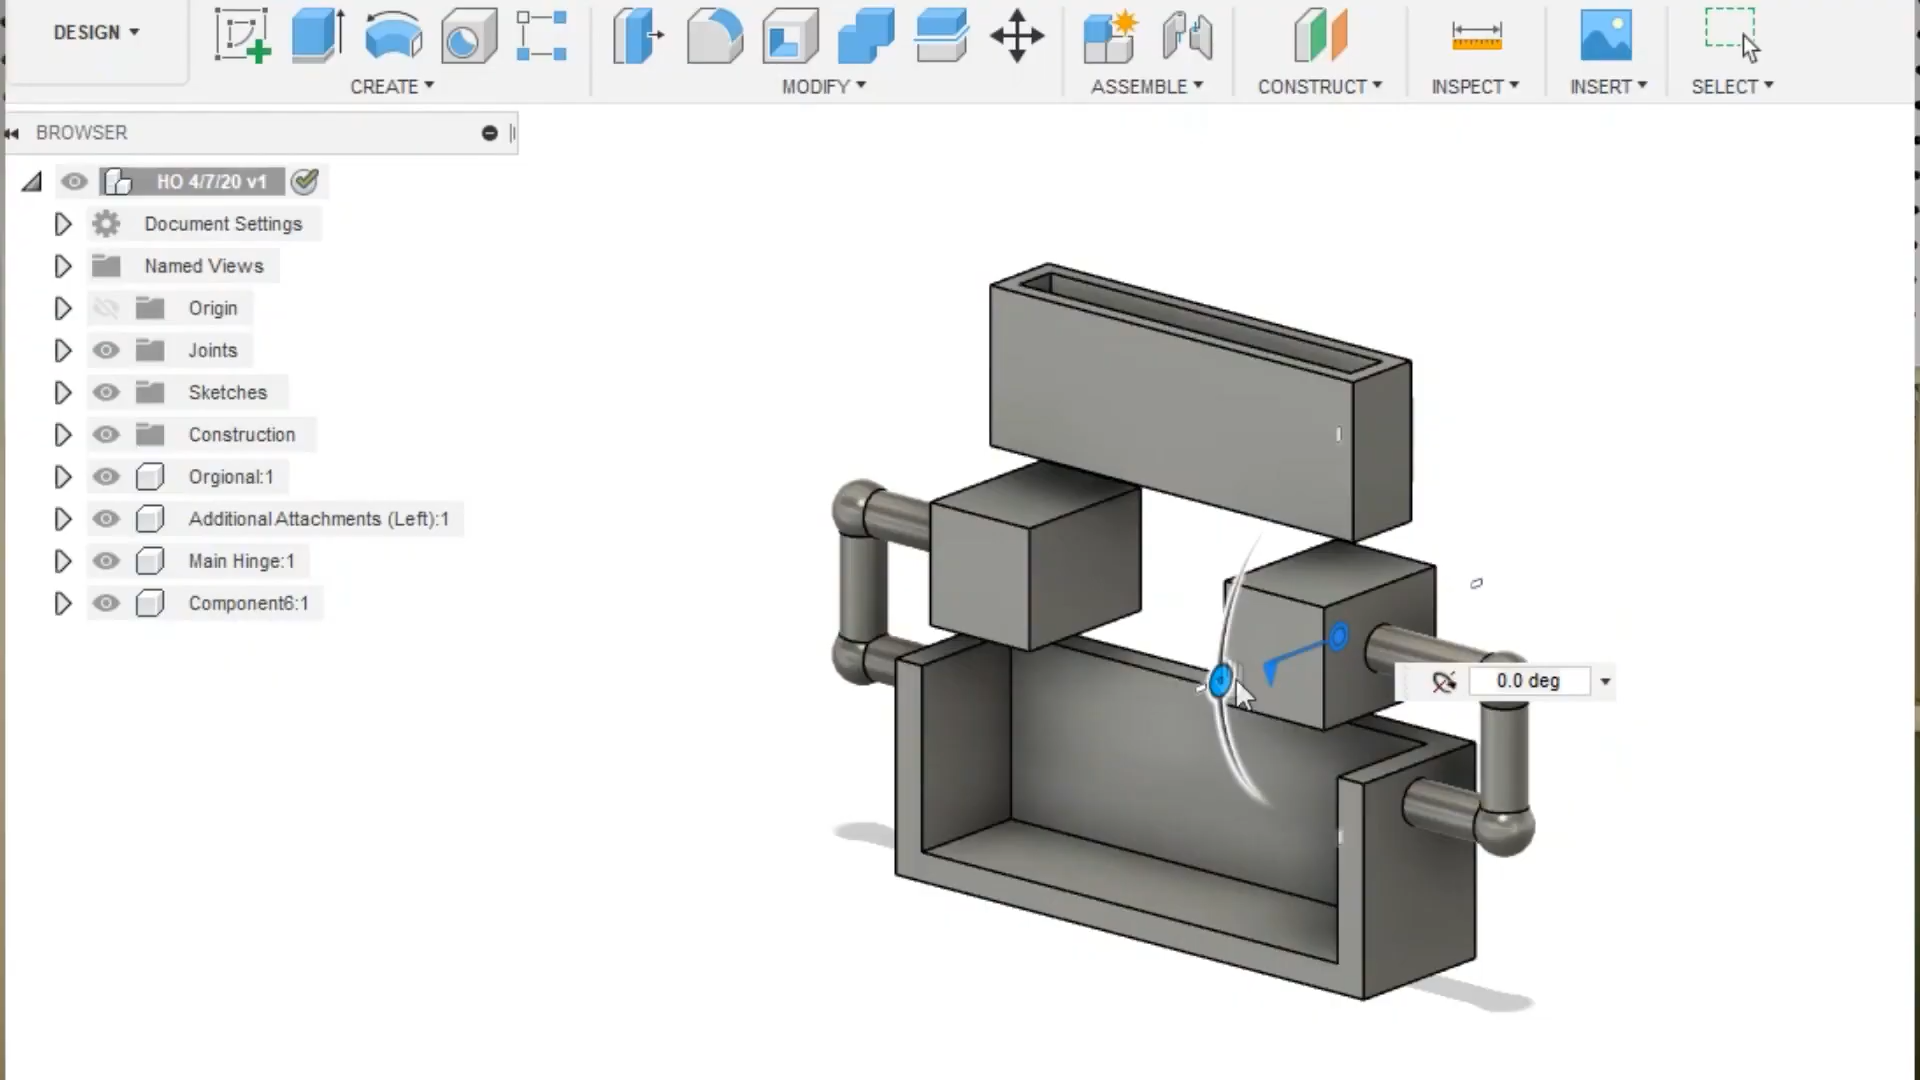 DESIGN
CREATE
MODIFY
ASSEMBLE
CONSTRUCT
INSPECT
INSERT
SELECT
BROWSER
HO 4/7/20 v1
Document Settings
Named Views
Origin
Joints
Sketches
Construction
Orgional:1
Additional Attachments (Left):1
Main Hinge:1
Component6:1
0.0 deg